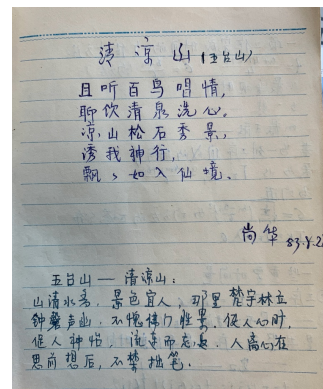 清凉山（五台山）
且听百鸟唱情，
聊饮清泉洗心。
凉山松石秀景，
诱我神行，
飘飘如入仙境。
尚华 83.4.2
五台山——清凉山：
山清水秀，景色宜人，那里梵宇林立
钟磬声幽，不愧佛门胜景，使人心
使人神怡，流连而忘返，人离心在
思前想后，不禁拙笔。